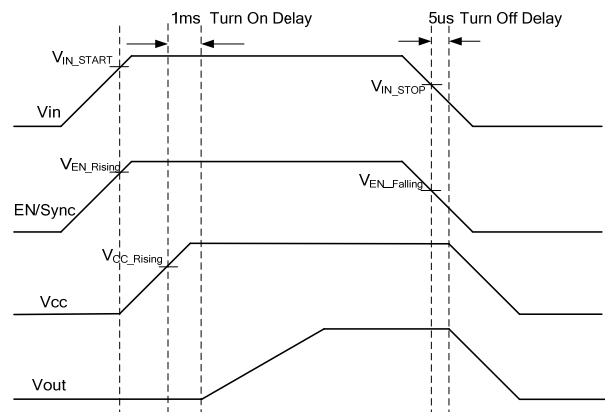 1ms Turn On Delay
5us Turn Off Delay
VIN_START
VIN_STOP
Vin
VEN_Rising
VEN_Falling
EN/Sync
VCC_Rising
Vcc
Vout